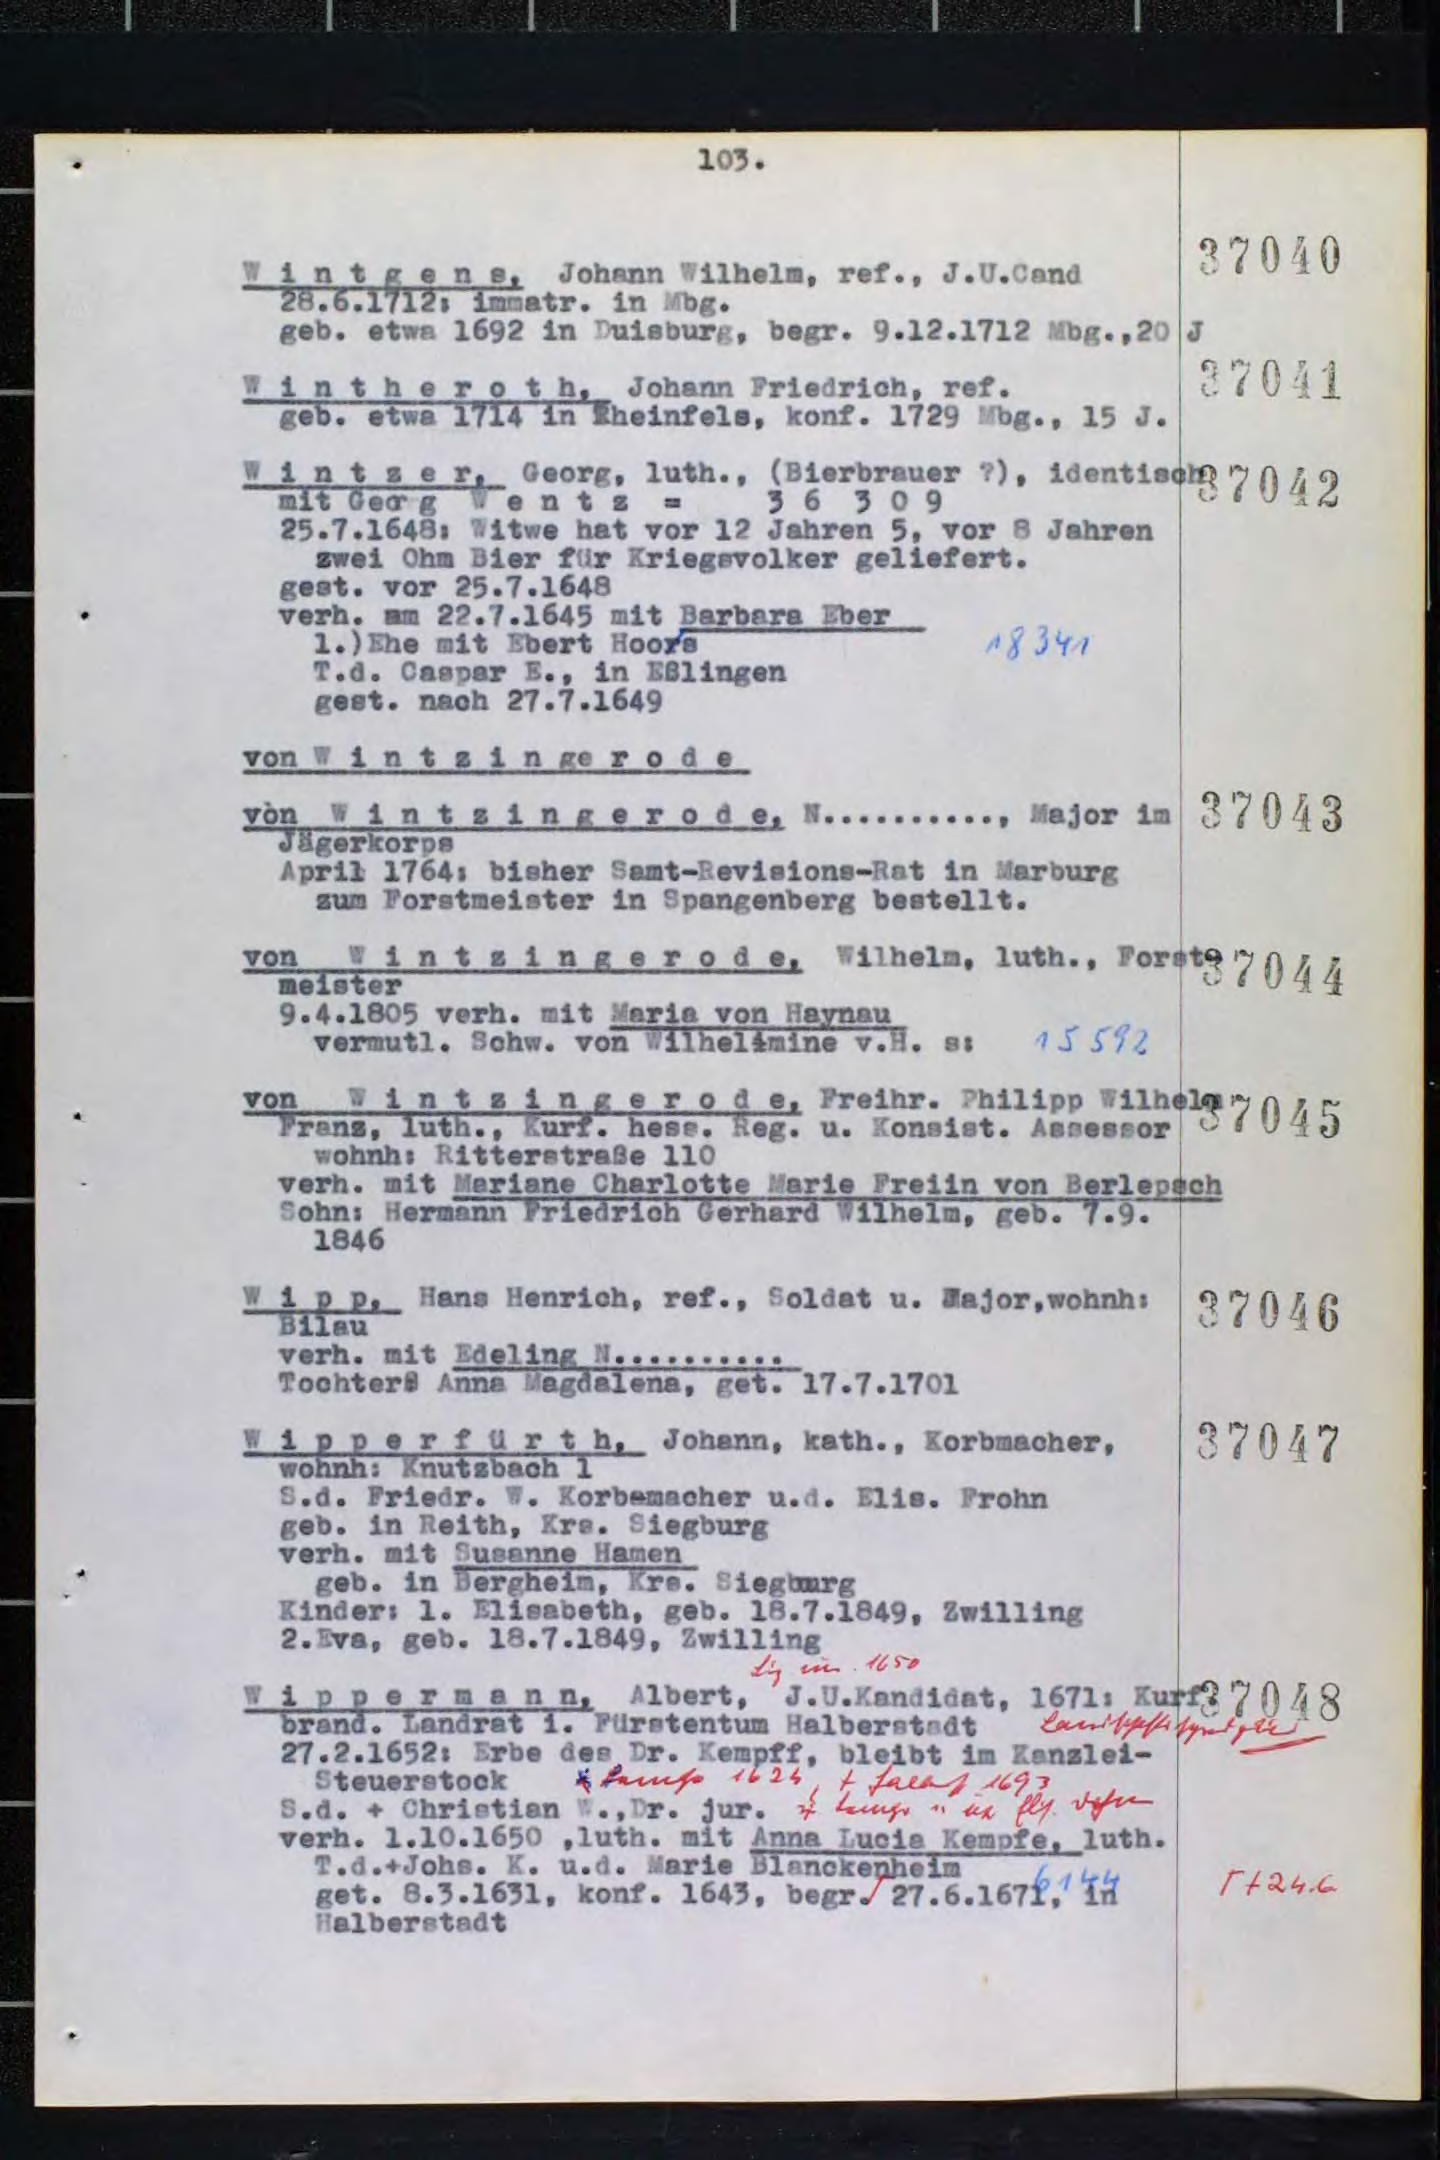 103.
W i n t g e n s, Johann Wilhelm, ref., J.U.Cand 37040
28.6.1712: immatr. in Mbg.
geb. etwa 1692 in Duisburg, begr. 9.12.1712 Mbg.,20 J
W i n t h e r o t h, Johann Friedrich, ref. 37041
geb. etwa 1714 in Rheinfels, konf. 1729 Mbg., 15 J.
W i n t z e r, Georg, luth., (Bierbrauer ?), identisch 37042
mit Georg W e n t z = 36 309
25.7.1648: Witwe hat vor 12 Jahren 5, vor 8 Jahren
zwei Ohm Bier für Kriegsvolker geliefert.
gest. vor 25.7.1648
verh. am 22.7.1645 mit Barbara Eber
1.)Ehe mit Ebert Hoors 18341
T.d. Caspar E., in Eßlingen
gest. nach 27.7.1649
von W i n t z i n g e r o d e
von W i n t z i n g e r o d e, N..........., Major im 37043
Jägerkorps
April 1764: bisher Samt-Revisions-Rat in Marburg
zum Forstmeister in Spangenberg bestellt.
von W i n t z i n g e r o d e, Wilhelm, luth., Forst- 37044
meister
9.4.1805 verh. mit Maria von Haynau
vermutl. Schw. von Wilhelimine v.H. s: 15592
von W i n t z i n g e r o d e, Freihr. Philipp Wilhelm 37045
Franz, luth., Kurf. hess. Reg. u. Konsist. Assessor
wohnh: Ritterstraße 110
verh. mit Mariane Charlotte Marie Freiin von Berlepsch
Sohn: Hermann Friedrich Gerhard Wilhelm, geb. 7.9.
1846
W i p p, Hans Henrich, ref., Soldat u. Major,wohnh: 37046
Bilau
verh. mit Edeling N..........
Tochter: Anna Magdalena, get. 17.7.1701
W i p p e r f ü r t h, Johann, kath., Korbmacher, 37047
wohnh: Knutzbach 1
S.d. Friedr. W. Korbemacher u.d. Elis. Frohn
geb. in Reith, Krs. Siegburg
verh. mit Susanne Hamen
geb. in Bergheim, Krs. Siegburg
Kinder: 1. Elisabeth, geb. 18.7.1849, Zwilling
2.Eva, geb. 18.7.1849, Zwilling
1650
W i p p e r m a n n, Albert, J.U.Kandidat, 1671: Kurf. 37048
brand. Landrat i. Fürstentum Halberstadt
27.2.1652: Erbe des Dr. Kempff, bleibt im Kanzlei-
Steuerstock * Lemgo 1624, + 1693
S.d. + Christian W.,Dr. jur. * Lemgo
verh. 1.10.1650 ,luth. mit Anna Lucia Kempfe, luth.
T.d.+Johs. K. u.d. Marie Blanckenheim 6144
get. 8.3.1631, konf. 1643, begr. 27.6.1671, in + 24.6
Halberstadt